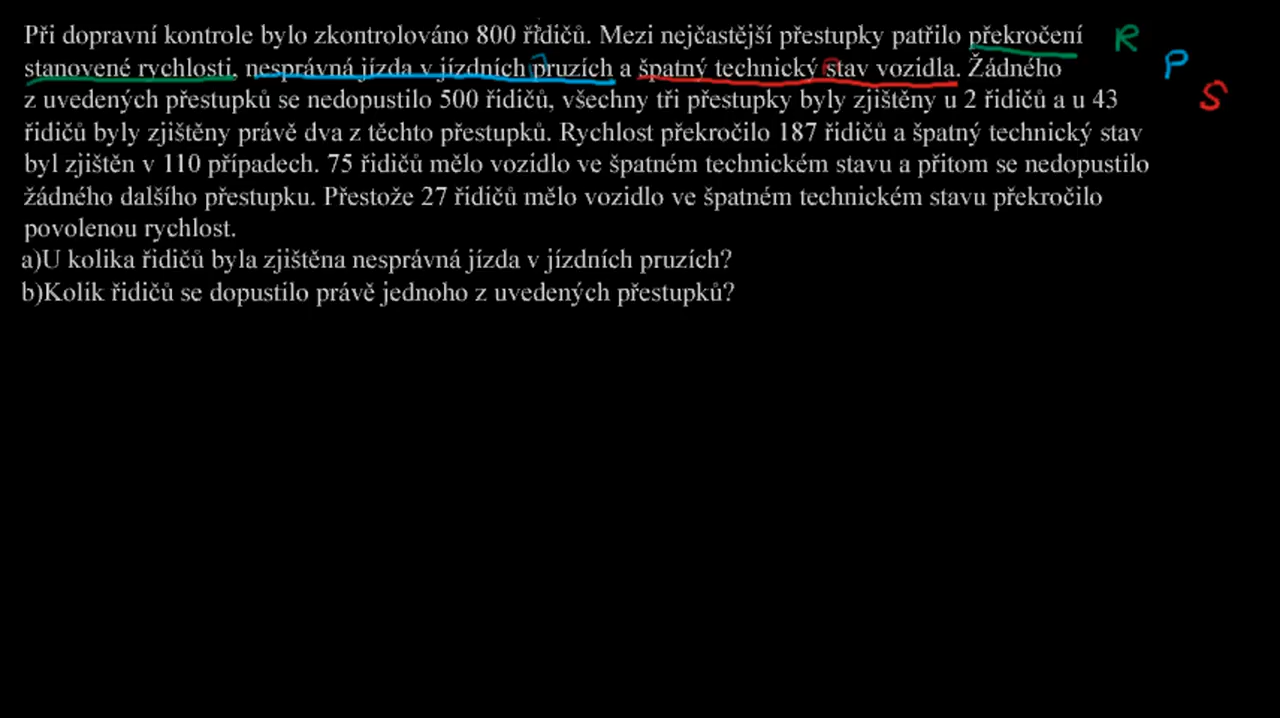 Při dopravní kontrole bylo zkontrolováno 800 řidičů. Mezi nejčastější přestupky patřilo překročení R
stanovené rychlosti, nesprávná jízda v jízdních pruzích a špatný technický stav vozidla. Žádného P
z uvedených přestupků se nedopustilo 500 řidičů, všechny tři přestupky byly zjištěny u 2 řidičů a u 43 S
řidičů byly zjištěny právě dva z těchto přestupků. Rychlost překročilo 187 řidičů a špatný technický stav
byl zjištěn v 110 případech. 75 řidičů mělo vozidlo ve špatném technickém stavu a přitom se nedopustilo
žádného dalšího přestupku. Přestože 27 řidičů mělo vozidlo ve špatném technickém stavu překročilo
povolenou rychlost.
a)U kolika řidičů byla zjištěna nesprávná jízda v jízdních pruzích?
b)Kolik řidičů se dopustilo právě jednoho z uvedených přestupků?